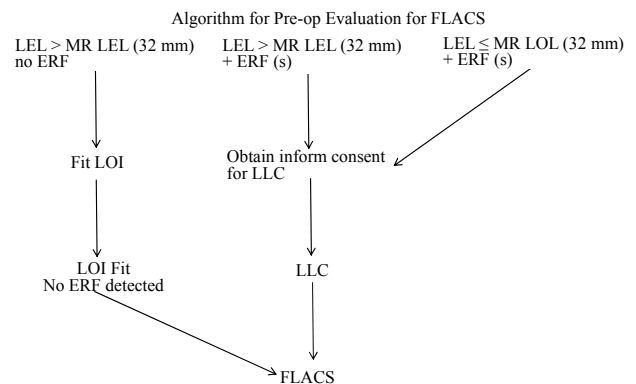 Algorithm for Pre-op Evaluation for FLACS
LEL > MR LEL (32 mm)
no ERF
LEL > MR LEL (32 mm)
+ ERF (s)
LEL ≤ MR LOL (32 mm)
+ ERF (s)
Fit LOI
Obtain inform consent
for LLC
LOI Fit
No ERF detected
LLC
FLACS